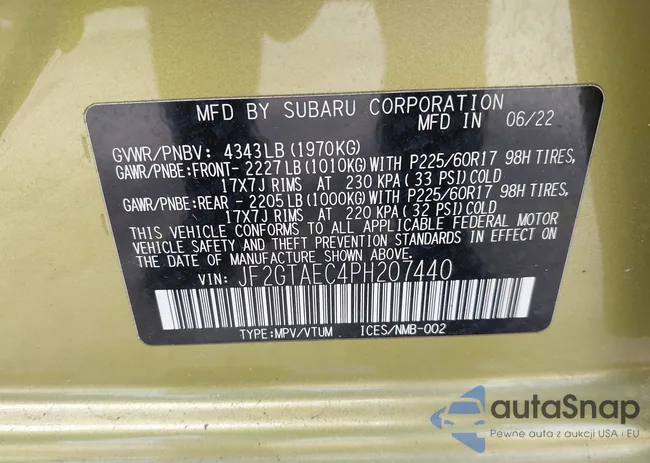 MFD BY SUBARU CORPORATION
MFD IN 06/22
GVWR/PNBV: 4343LB(1970KG)
GAWR/PNBE:FRONT- 2227LB(1010KG)WITH P225/60R17 98H TIRES,
17X7J RIMS AT 230 KPA( 33 PSI)COLD
GAWR/PNBE:REAR - 2205LB(1000KG)WITH P225/60R17 98H TIRES,
17X7J RIMS AT 220 KPA( 32 PSI)COLD
THIS VEHICLE CONFORMS TO ALL APPLICABLE FEDERAL MOTOR
VEHICLE SAFETY AND THEFT PREVENTION STANDARDS IN EFFECT ON
THE DATE OF MANUFACTURE SHOWN ABOVE.
VIN: JF2GTAEC4PH207440
TYPE:MPV/VTUM ICES/NMB-002
autaSnap
Pewne auta z aukcji USA i EU